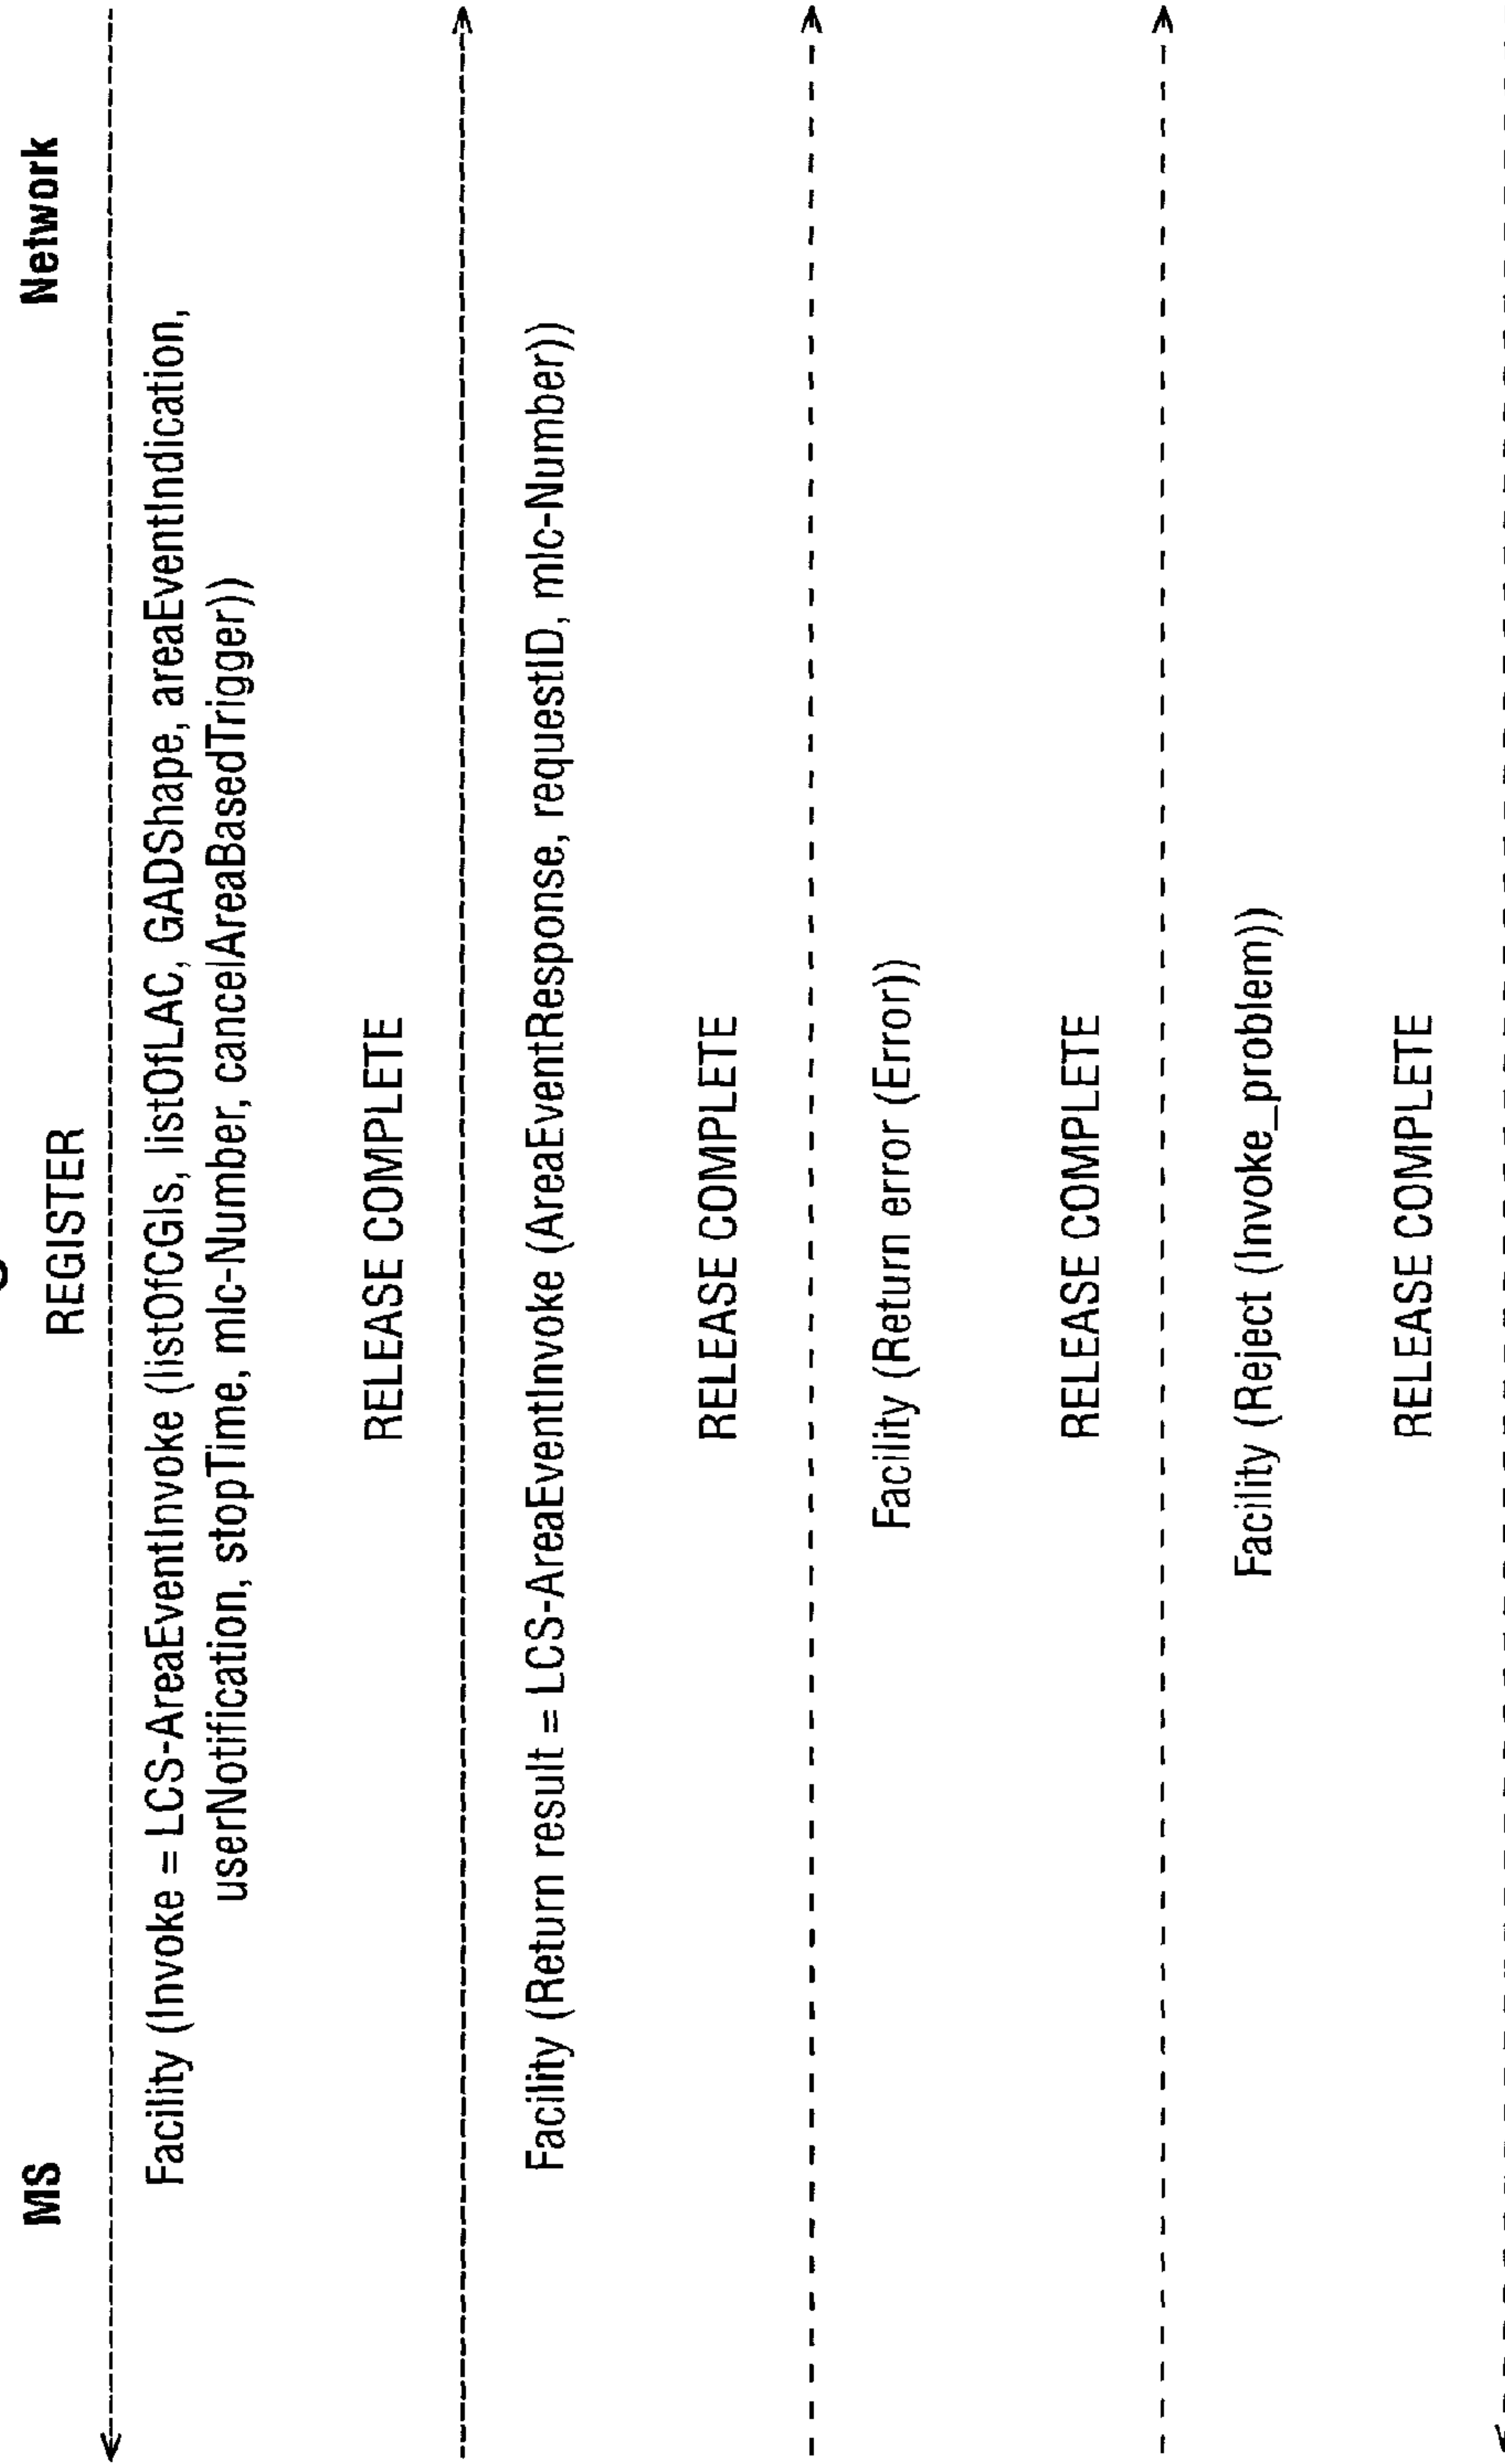 MS
Network
REGISTER
Facility (Invoke = LCS-AreaEventInvoke (listOfCGIs, listOfLAC, GADShape, areaEventIndication,
userNotification, stopTime, mlc-Number, cancelAreaBasedTrigger))
RELEASE COMPLETE
Facility (Return result = LCS-AreaEventInvoke (AreaEventResponse, requestID, mlc-Number))
RELEASE COMPLETE
Facility (Return error (Error))
RELEASE COMPLETE
Facility (Reject (Invoke_problem))
RELEASE COMPLETE